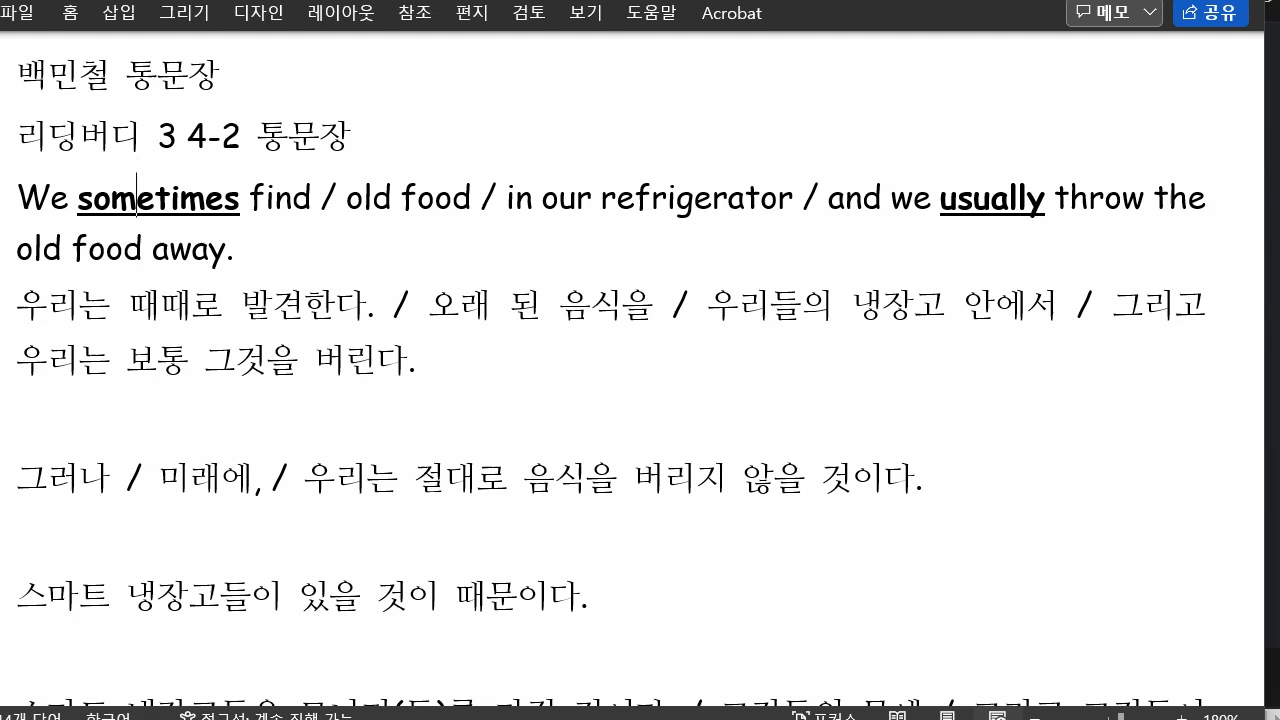 파일 홈 삽입 그리기 디자인 레이아웃 참조 편지 검토 보기 도움말 Acrobat 메모 공유
백민철 통문장
리딩버디 3 4-2 통문장
We sometimes find / old food / in our refrigerator / and we usually throw the
old food away.
우리는 때때로 발견한다. / 오래 된 음식을 / 우리들의 냉장고 안에서 / 그리고
우리는 보통 그것을 버린다.
그러나 / 미래에, / 우리는 절대로 음식을 버리지 않을 것이다.
스마트 냉장고들이 있을 것이 때문이다.